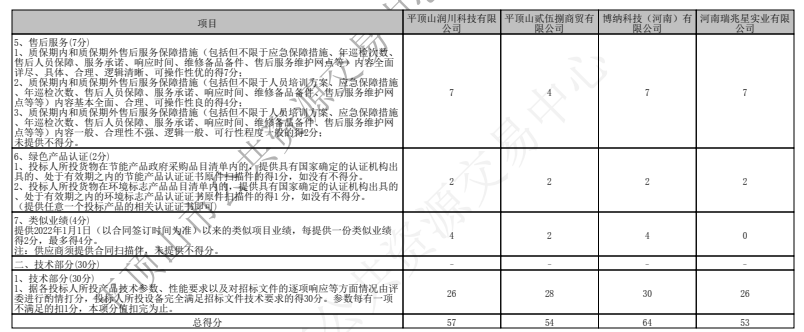 项目
平顶山润川科技有限公司
平顶山贰伍捌商贸有限公司
博纳科技（河南）有限公司
河南瑞兆星实业有限公司
5、售后服务(7分)
1、质保期内和质保期外售后服务保障措施（包括但不限于应急保障措施、年巡检次数、
售后人员保障、服务承诺、响应时间、维修备品备件、售后服务维护网点等）内容全面
详尽、具体、合理、逻辑清晰、可操作性优的得7分；
2、质保期内和质保期外售后服务保障措施（包括但不限于人员培训方案、应急保障措施
、年巡检次数、售后人员保障、服务承诺、响应时间、维修备品备件、售后服务维护网
点等等）内容基本全面、合理、可操作性良的得4分；
3、质保期内和质保期外售后服务保障措施（包括但不限于人员培训方案、应急保障措施
、年巡检次数、售后人员保障、服务承诺、响应时间、维修备品备件、售后服务维护网
点等等）内容一般、合理性不强、逻辑一般、可行性程度一般的得2分；
未提供不得分。
7
4
7
7
6、绿色产品认证(2分)
1、投标人所投货物在节能产品政府采购品目清单内的，提供具有国家确定的认证机构出
具的、处于有效期之内的节能产品认证证书原件扫描件的得1分，如没有不得分。
2、投标人所投货物在环境标志产品品目清单内的，提供具有国家确定的认证机构出具的
、处于有效期之内的环境标志产品认证证书原件扫描件的得1 分，如没有不得分。
（提供任意一个投标产品的相关认证证书即可）
2
2
2
2
7、类似业绩(4分)
提供2022年1月1日（以合同签订时间为准）以来的类似项目业绩，每提供一份类似业绩
得2分，最多得4分。
注：供应商须提供合同扫描件，未提供不得分。
4
2
4
0
二、技术部分(30分)
-
-
-
-
1、技术部分(30分)
1、据各投标人所投产品技术参数、性能要求以及对招标文件的逐项响应等方面情况由评
委进行酌情打分，投标人所投设备完全满足招标文件技术要求的得30分。参数每有一项
不满足的扣1分，本项分值扣完为止。
26
28
30
26
总得分
57
54
64
53